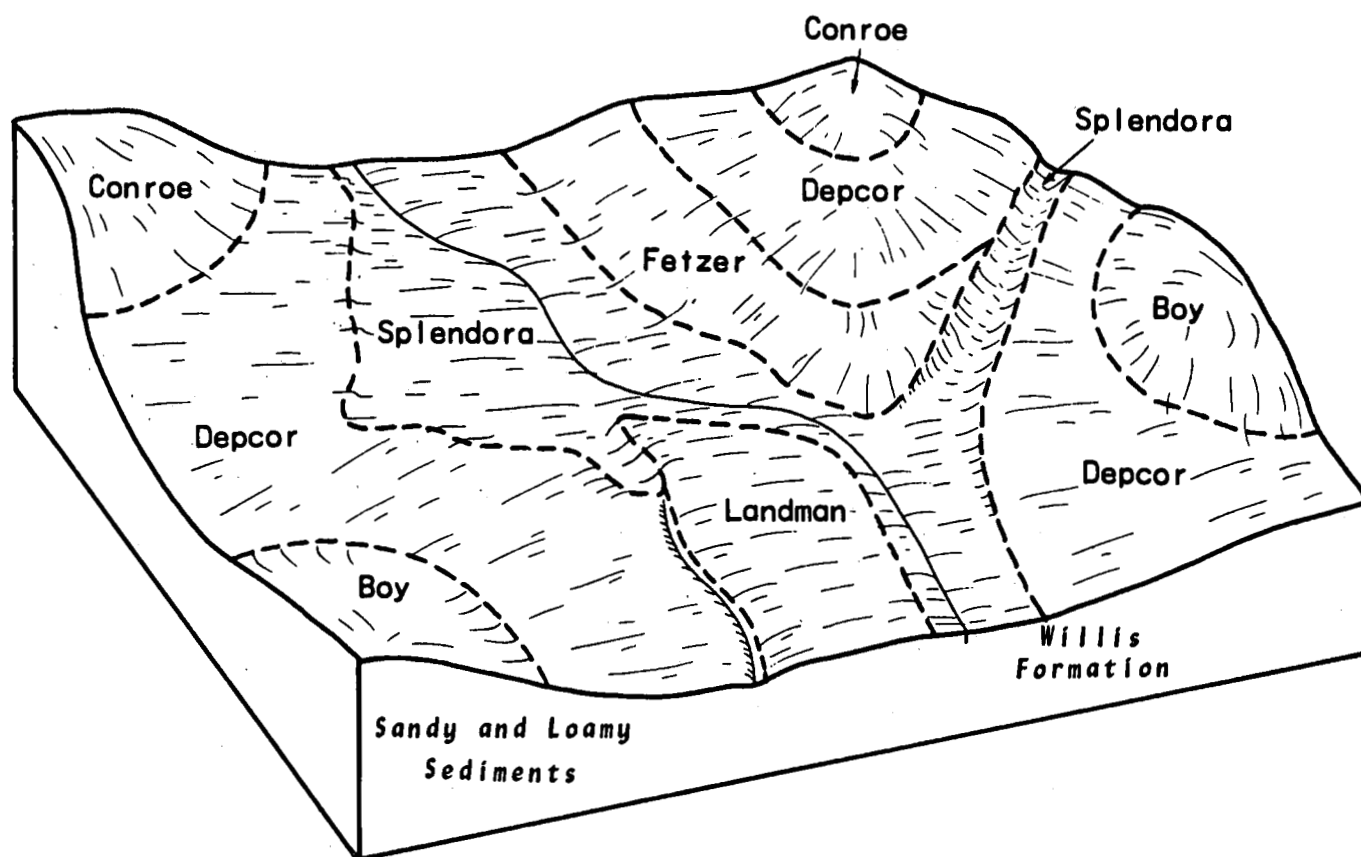 Conroe
Splendora
Conroe
Depcor
Fetzer
Boy
Splendora
Depcor
Depcor
Landman
Boy
Willis
Formation
Sandy and Loamy
Sediments